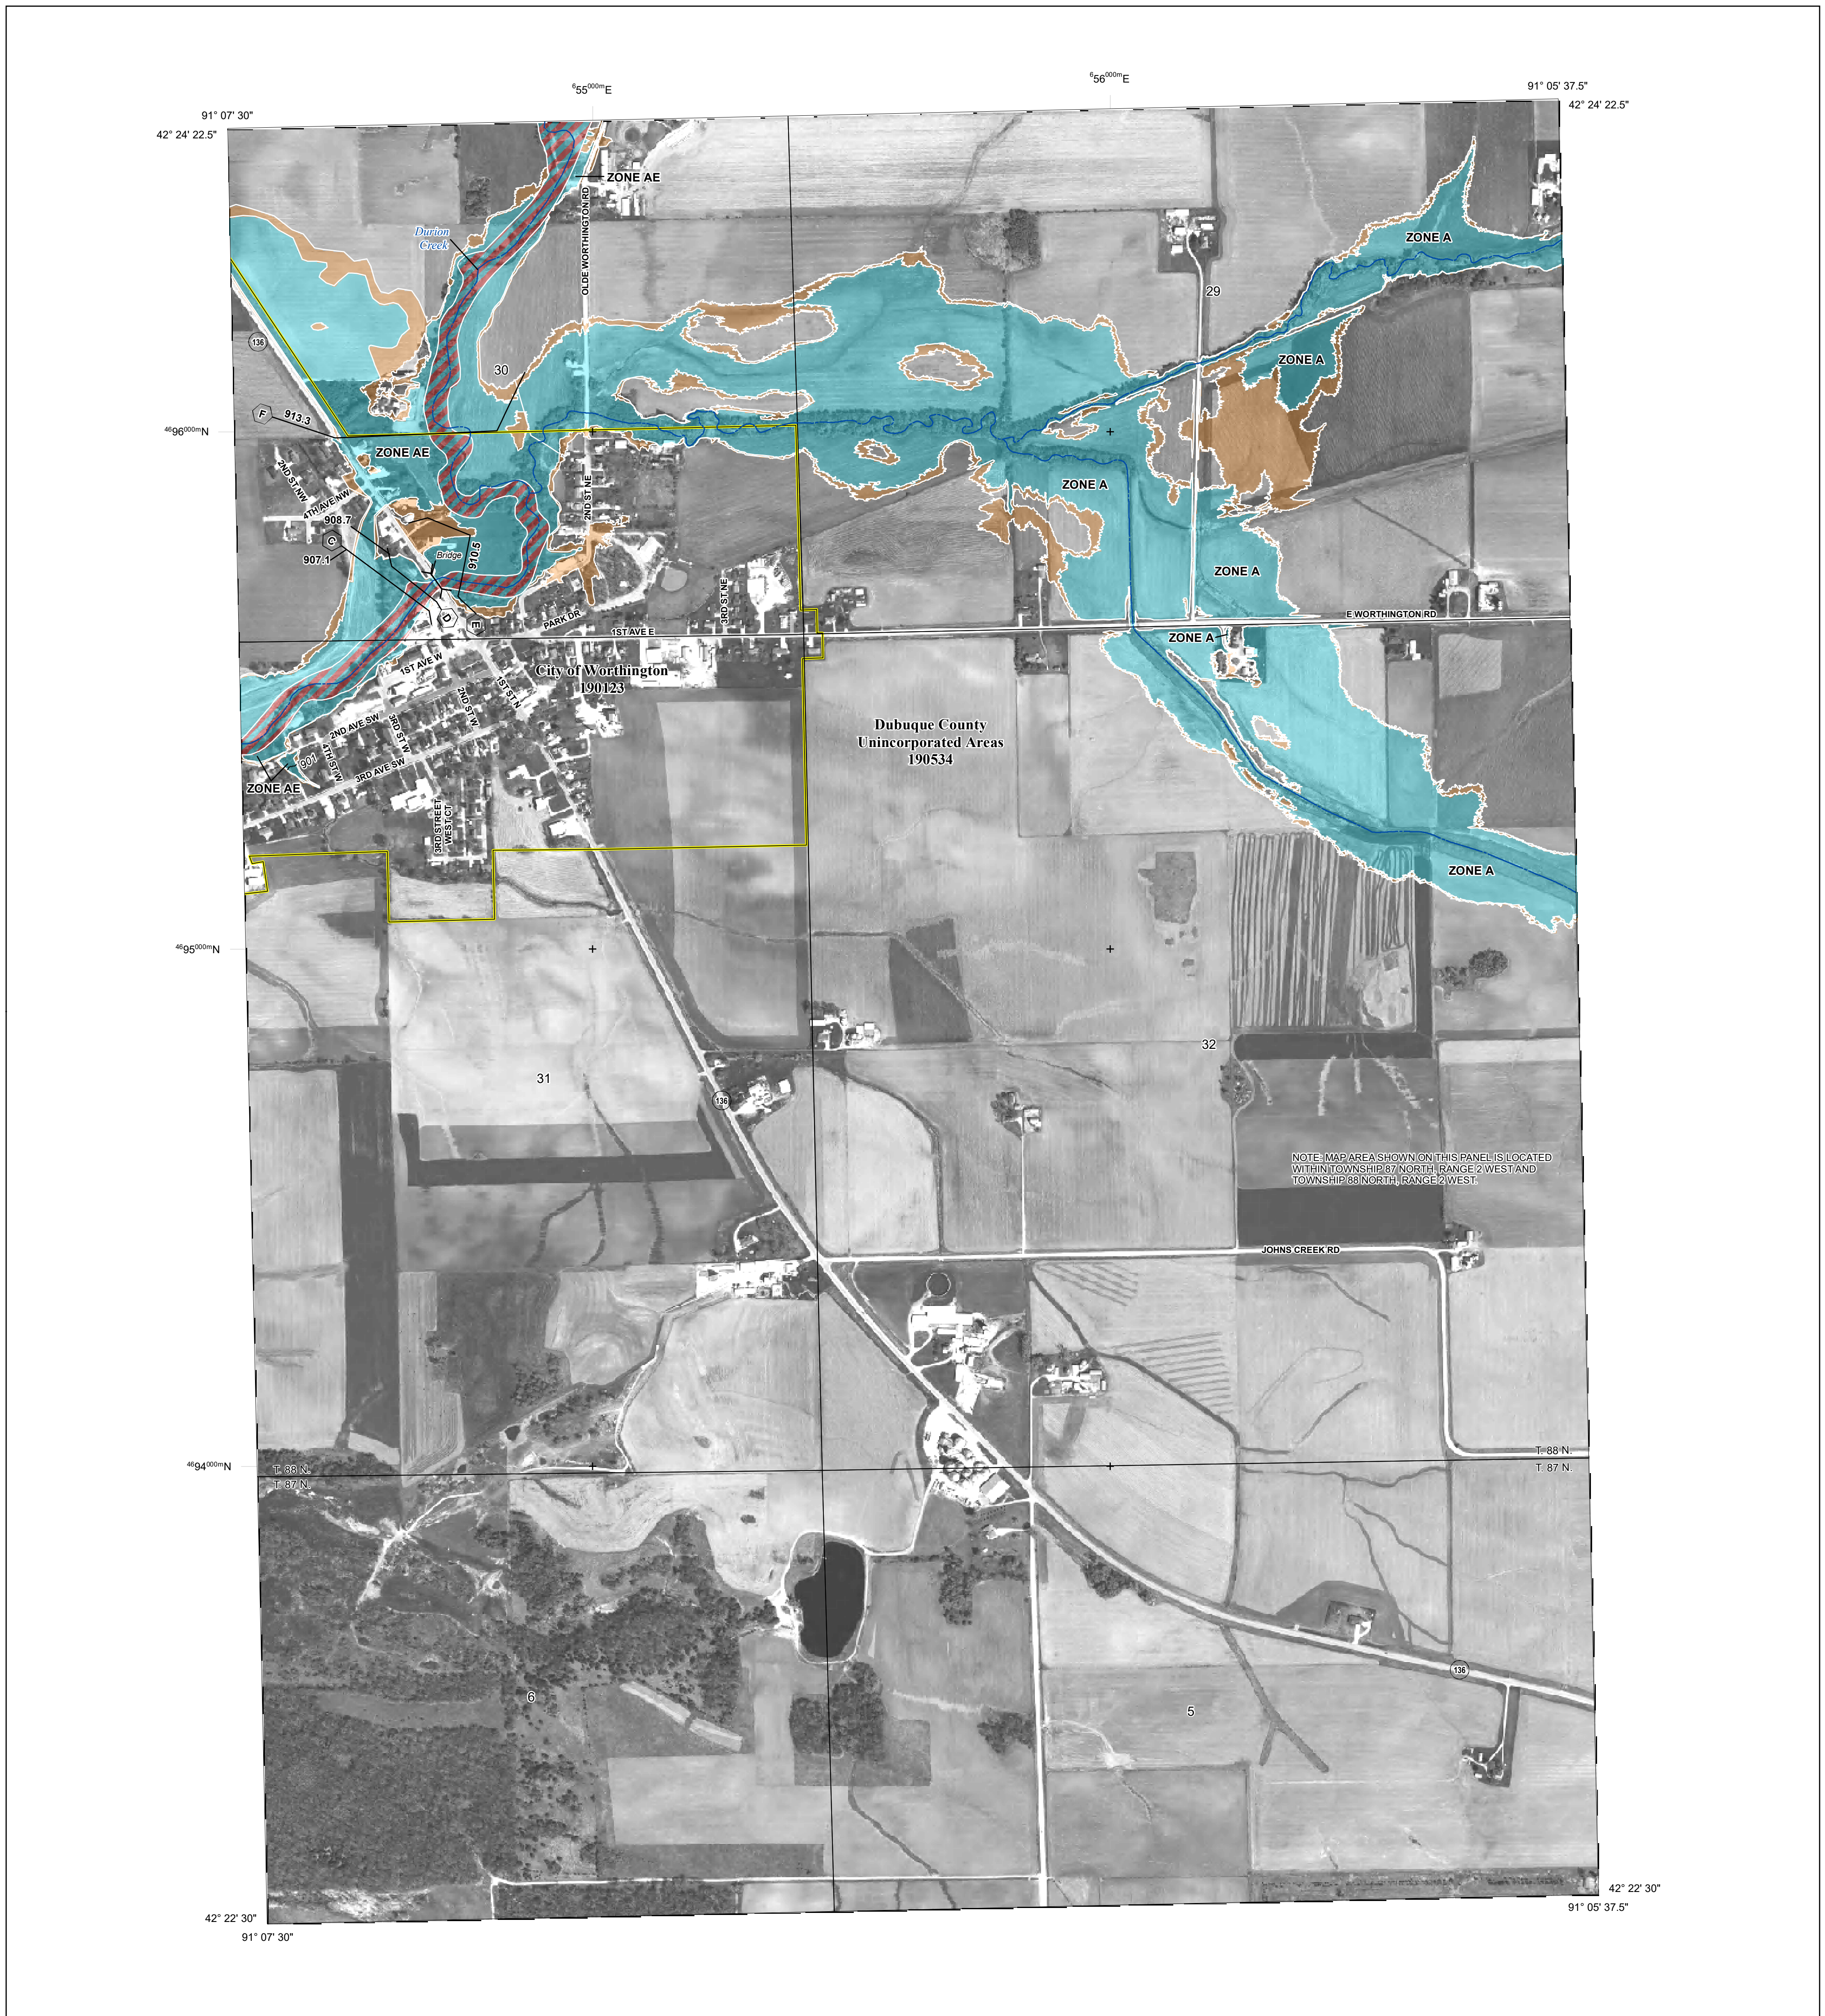 ⁶55⁰⁰⁰ᵐE
⁶56⁰⁰⁰ᵐE
91° 07' 30"
91° 05' 37.5"
42° 24' 22.5"
42° 24' 22.5"
ZONE AE
OLDE WORTHINGTON RD
Durion
Creek
ZONE A
29
136
ZONE A
30
F
913.3
⁴⁶96⁰⁰⁰ᵐN
ZONE AE
2ND ST NW
4TH AVE NW
2ND ST NE
ZONE A
908.7
C
907.1
Bridge
910.5
ZONE A
3RD ST NE
D
E
PARK DR
1ST AVE E
E WORTHINGTON RD
ZONE A
1ST AVE W
City of Worthington
190123
2ND ST W
1ST ST N
2ND AVE SW
3RD ST W
4TH ST W
3RD AVE SW
901
ZONE AE
Dubuque County
Unincorporated Areas
190534
3RD STREET
WEST CT
ZONE A
⁴⁶95⁰⁰⁰ᵐN
32
31
136
NOTE: MAP AREA SHOWN ON THIS PANEL IS LOCATED
WITHIN TOWNSHIP 87 NORTH, RANGE 2 WEST AND
TOWNSHIP 88 NORTH, RANGE 2 WEST.
JOHNS CREEK RD
⁴⁶94⁰⁰⁰ᵐN
T. 88 N.
T. 87 N.
T. 88 N.
T. 87 N.
136
6
5
42° 22' 30"
42° 22' 30"
91° 07' 30"
91° 05' 37.5"